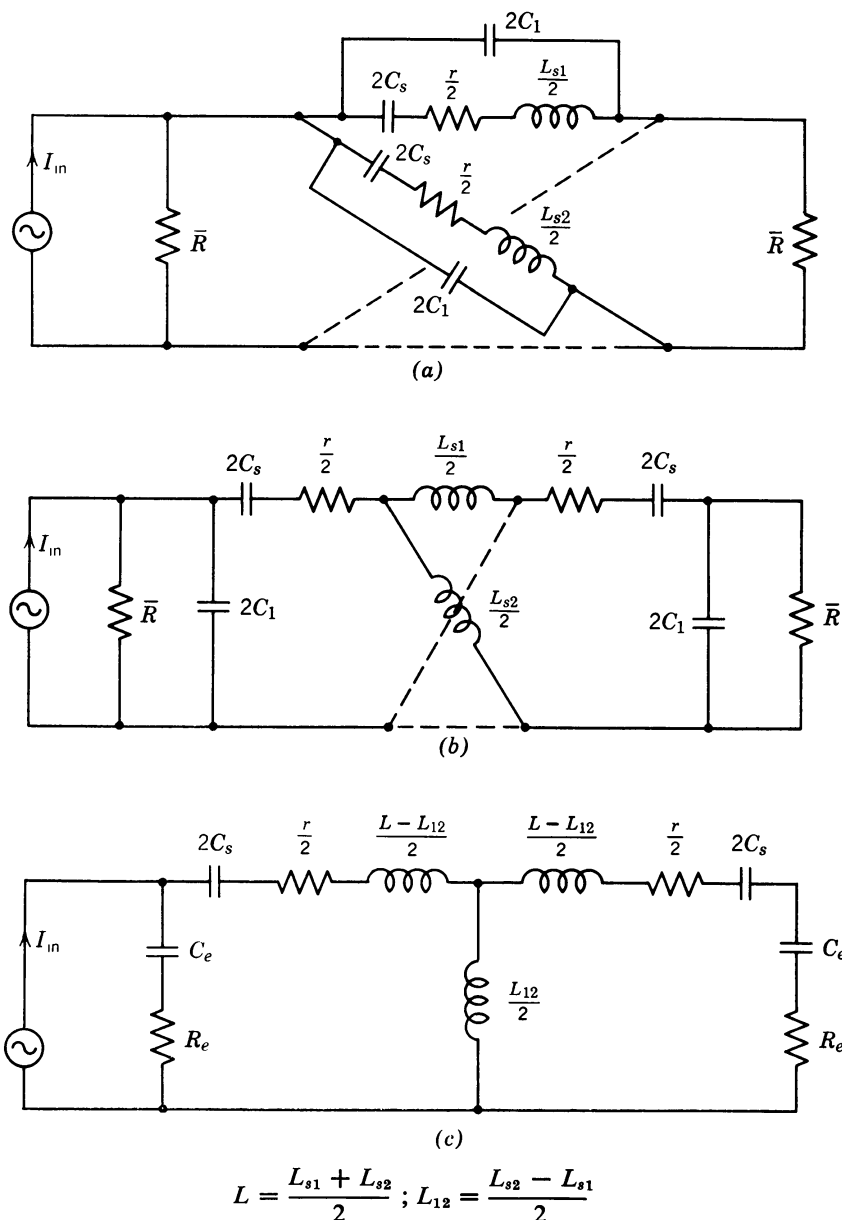 2C₁
2Cₛ r/2 Lₛ₁/2
Iᵢₙ R̄ 2Cₛ r/2 Lₛ₂/2 2C₁ R̄
(a)
2Cₛ r/2 Lₛ₁/2 r/2 2Cₛ
Iᵢₙ R̄ 2C₁ Lₛ₂/2 2C₁ R̄
(b)
2Cₛ r/2 (L − L₁₂)/2 (L − L₁₂)/2 r/2 2Cₛ
Iᵢₙ Cₑ Rₑ L₁₂/2 Cₑ Rₑ
(c)
L = (Lₛ₁ + Lₛ₂)/2 ; L₁₂ = (Lₛ₂ − Lₛ₁)/2